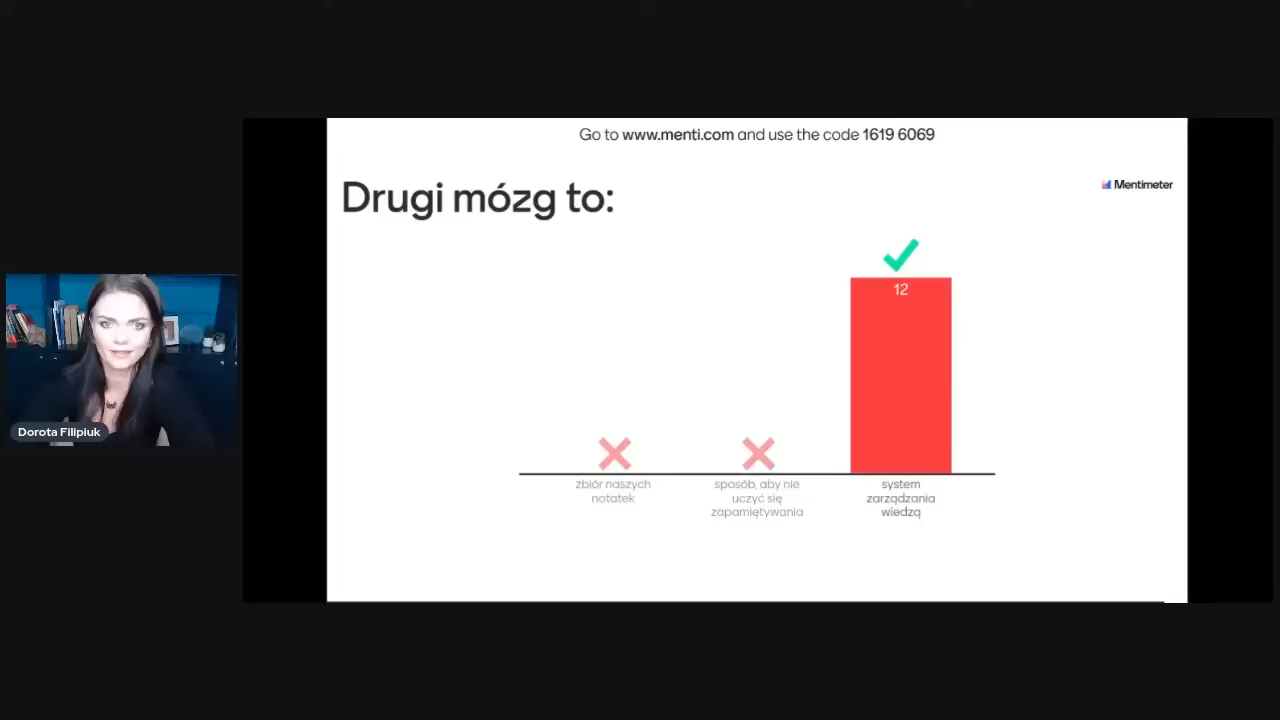 Go to www.menti.com and use the code 1619 6069
Drugi mózg to:
Mentimeter
12
zbiór naszych
notatek
sposób, aby nie
uczyć się
zapamiętywania
system
zarządzania
wiedzą
Dorota Filipiuk